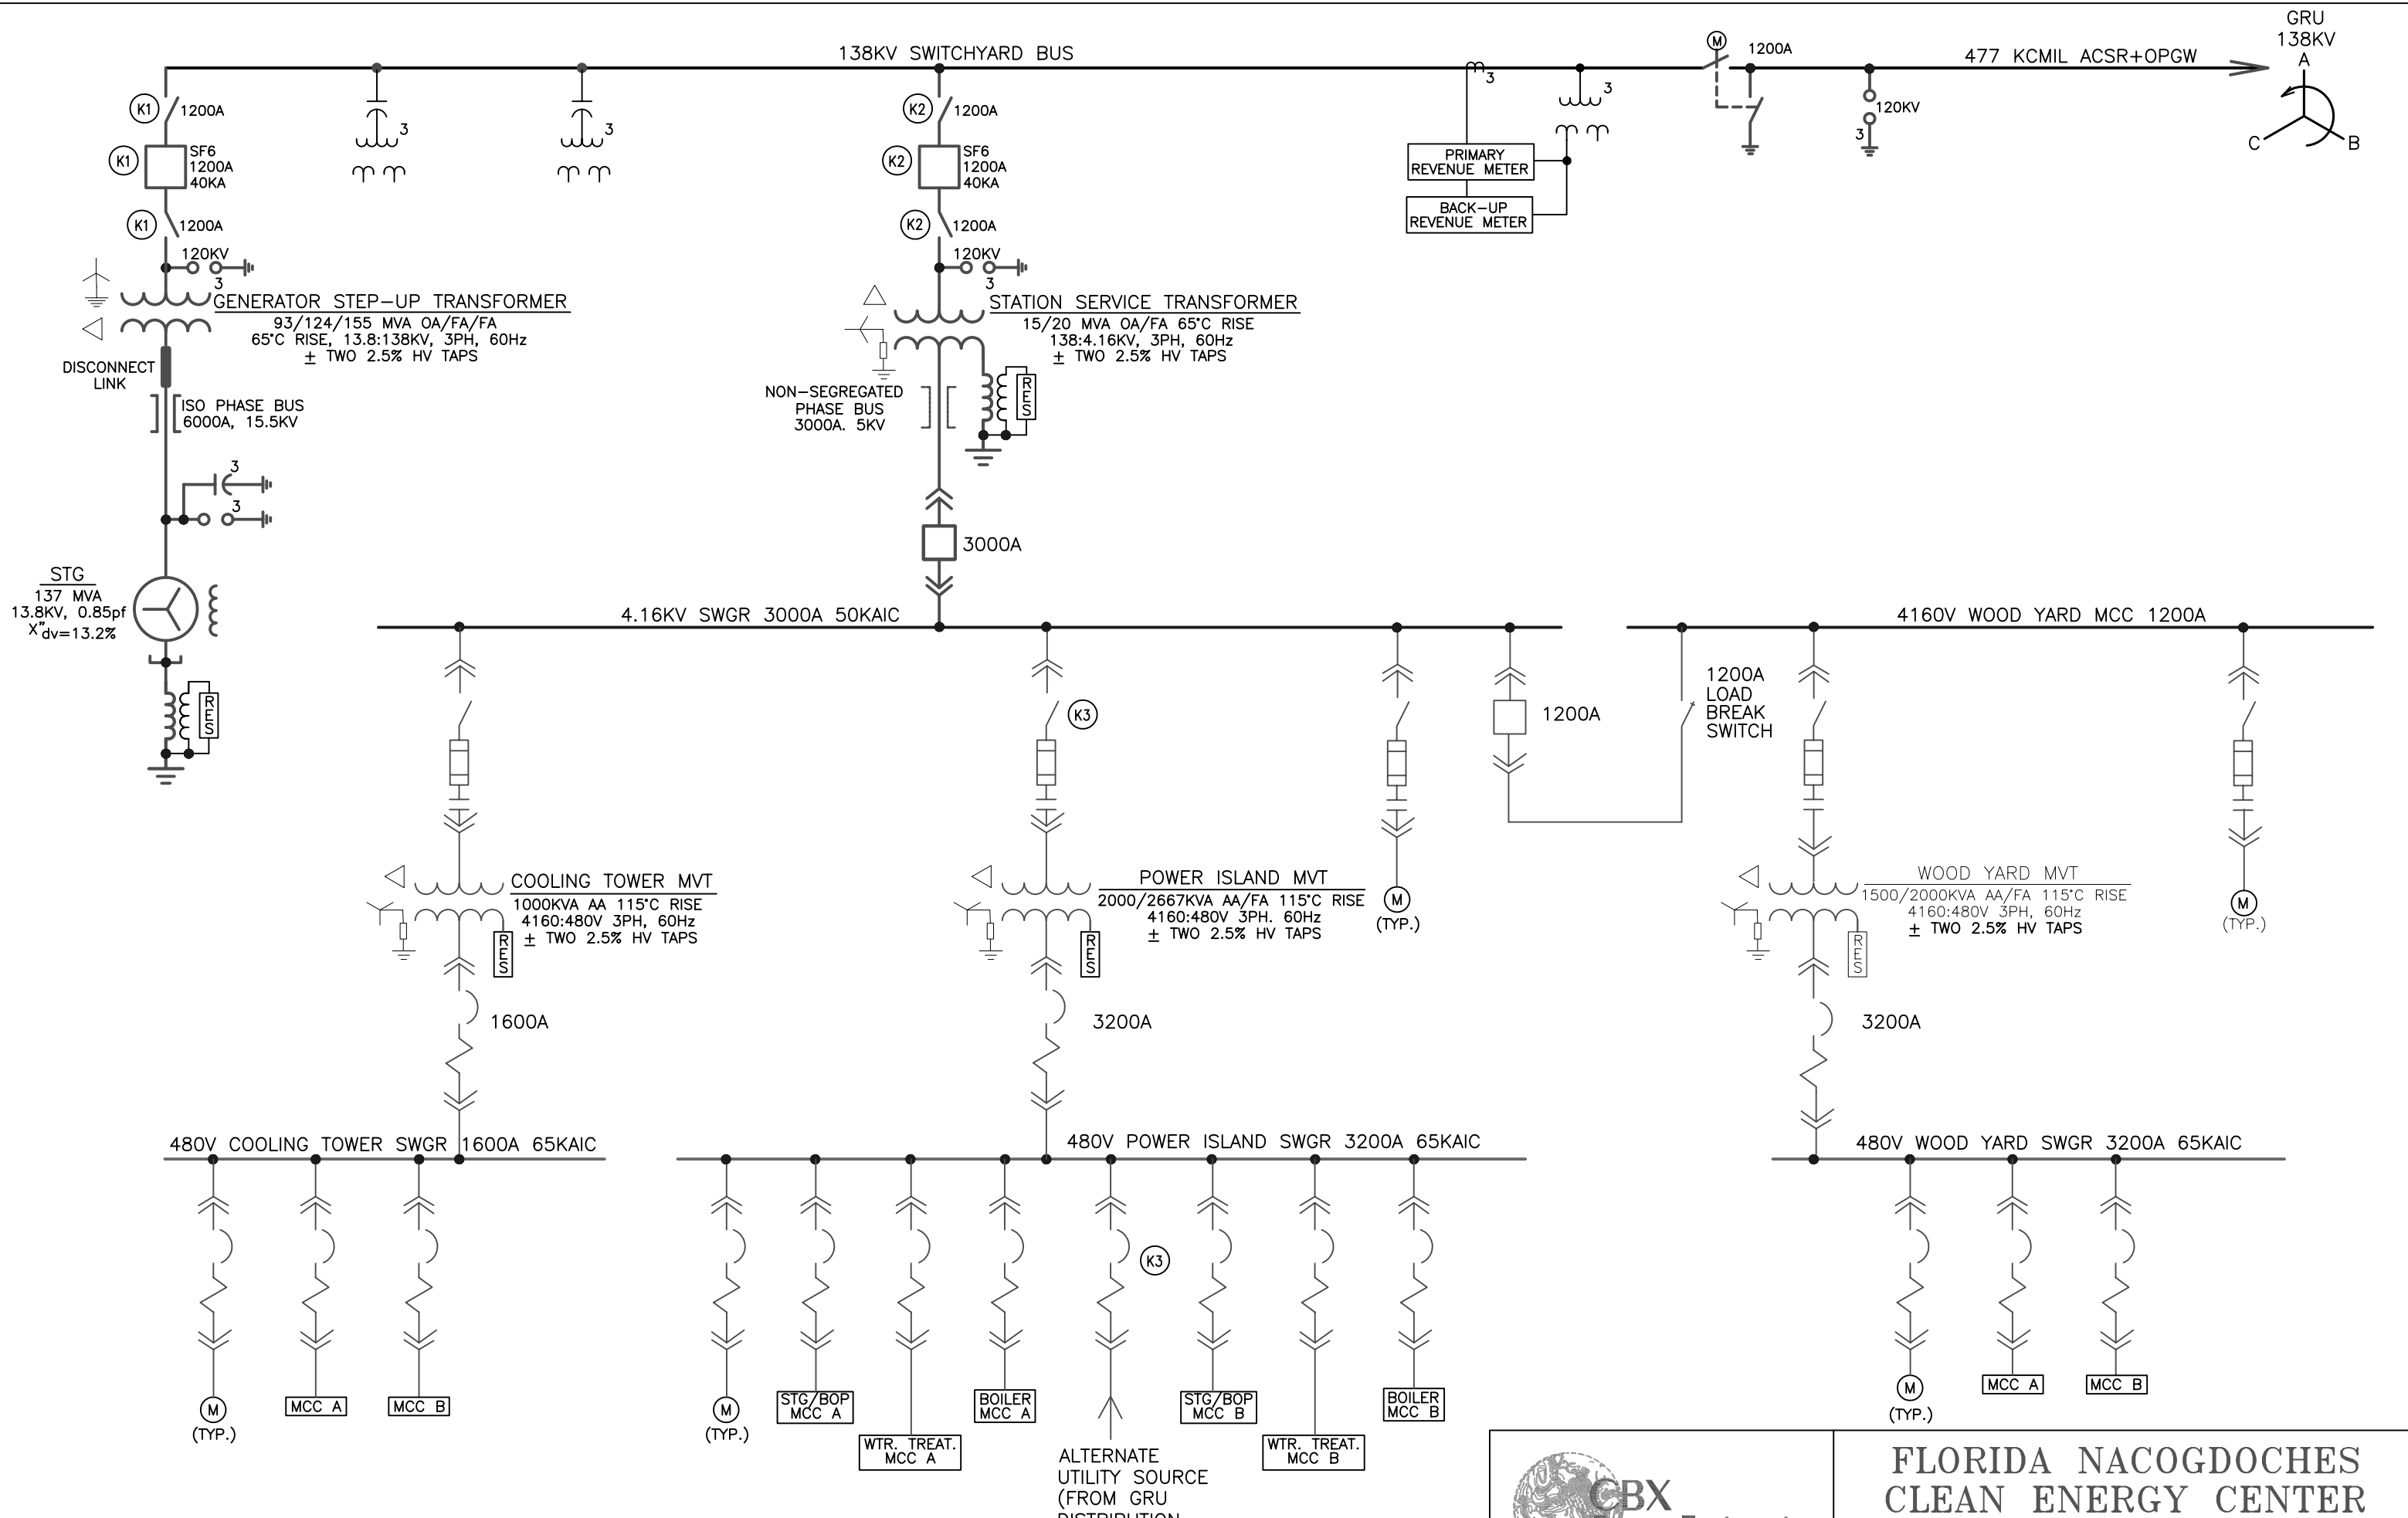 138KV SWITCHYARD BUS
M
1200A
477 KCMIL ACSR+OPGW
GRU
138KV
A
C
B
3
3
120KV
3
PRIMARY
REVENUE METER
BACK-UP
REVENUE METER
K1
1200A
K1
SF6
1200A
40KA
K1
1200A
120KV
3
3
3
K2
1200A
K2
SF6
1200A
40KA
K2
1200A
120KV
3
GENERATOR STEP-UP TRANSFORMER
93/124/155 MVA OA/FA/FA
65°C RISE, 13.8:138KV, 3PH, 60Hz
± TWO 2.5% HV TAPS
DISCONNECT
LINK
ISO PHASE BUS
6000A, 15.5KV
3
3
STG
137 MVA
13.8KV, 0.85pf
X"dv=13.2%
RES
STATION SERVICE TRANSFORMER
15/20 MVA OA/FA 65°C RISE
138:4.16KV, 3PH, 60Hz
± TWO 2.5% HV TAPS
NON-SEGREGATED
PHASE BUS
3000A. 5KV
RES
3000A
4.16KV SWGR 3000A 50KAIC
4160V WOOD YARD MCC 1200A
K3
1200A
1200A
LOAD
BREAK
SWITCH
COOLING TOWER MVT
1000KVA AA 115°C RISE
4160:480V 3PH, 60Hz
± TWO 2.5% HV TAPS
RES
1600A
POWER ISLAND MVT
2000/2667KVA AA/FA 115°C RISE
4160:480V 3PH. 60Hz
± TWO 2.5% HV TAPS
RES
3200A
M
(TYP.)
WOOD YARD MVT
1500/2000KVA AA/FA 115°C RISE
4160:480V 3PH, 60Hz
± TWO 2.5% HV TAPS
RES
3200A
M
(TYP.)
480V COOLING TOWER SWGR 1600A 65KAIC
480V POWER ISLAND SWGR 3200A 65KAIC
480V WOOD YARD SWGR 3200A 65KAIC
K3
M
(TYP.)
MCC A
MCC B
M
(TYP.)
STG/BOP
MCC A
WTR. TREAT.
MCC A
BOILER
MCC A
ALTERNATE
UTILITY SOURCE
(FROM GRU
DISTRIBUTION
STG/BOP
MCC B
WTR. TREAT.
MCC B
BOILER
MCC B
M
(TYP.)
MCC A
MCC B
CBX
FLORIDA NACOGDOCHES
CLEAN ENERGY CENTER